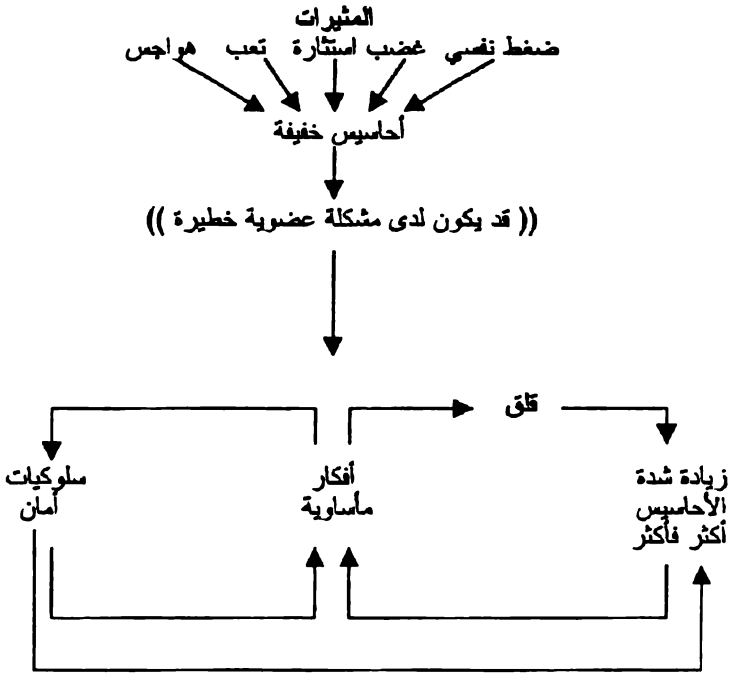 المثيرات
ضغط نفسي غضب استثارة تعب هواجس
أحاسيس خفيفة
(( قد يكون لدى مشكلة عضوية خطيرة ))
قلق
زيادة شدة
الأحاسيس
أكثر فأكثر
أفكار
مأساوية
سلوكيات
أمان